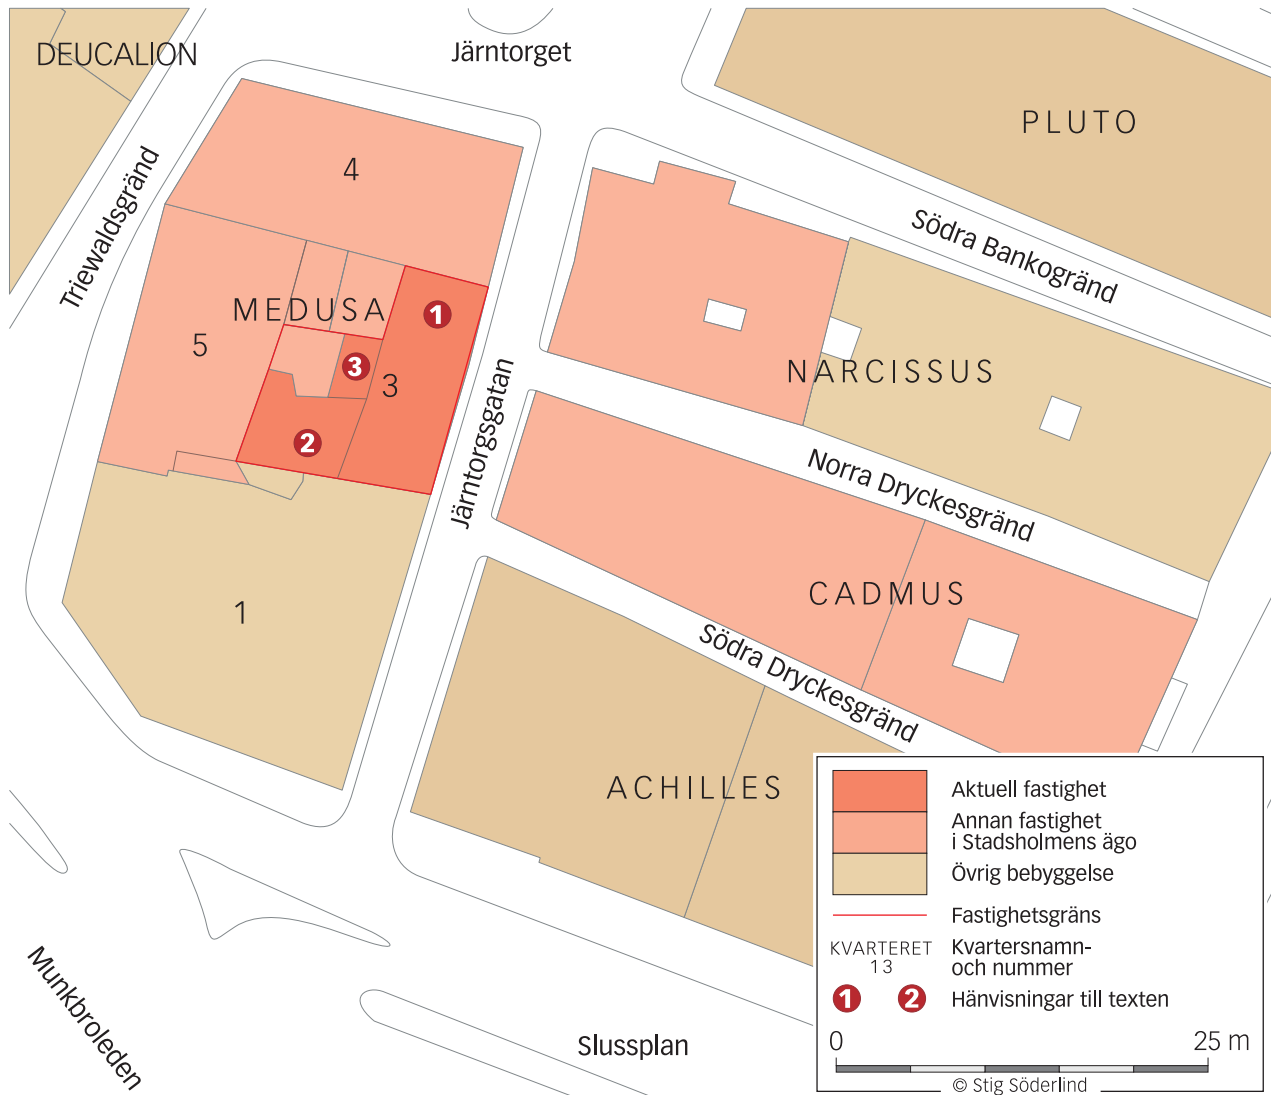 DEUCALION
Järntorget
PLUTO
Triewaldsgränd
4
Södra Bankogränd
MEDUSA
1
5
3
3
2
NARCISSUS
Järntorgsgatan
Norra Dryckesgränd
CADMUS
1
Södra Dryckesgränd
ACHILLES
Munkbroleden
Slussplan
Aktuell fastighet
Annan fastighet
i Stadsholmens ägo
Övrig bebyggelse
Fastighetsgräns
KVARTERET
13
Kvartersnamn-
och nummer
1 2 Hänvisningar till texten
0 25 m
© Stig Söderlind